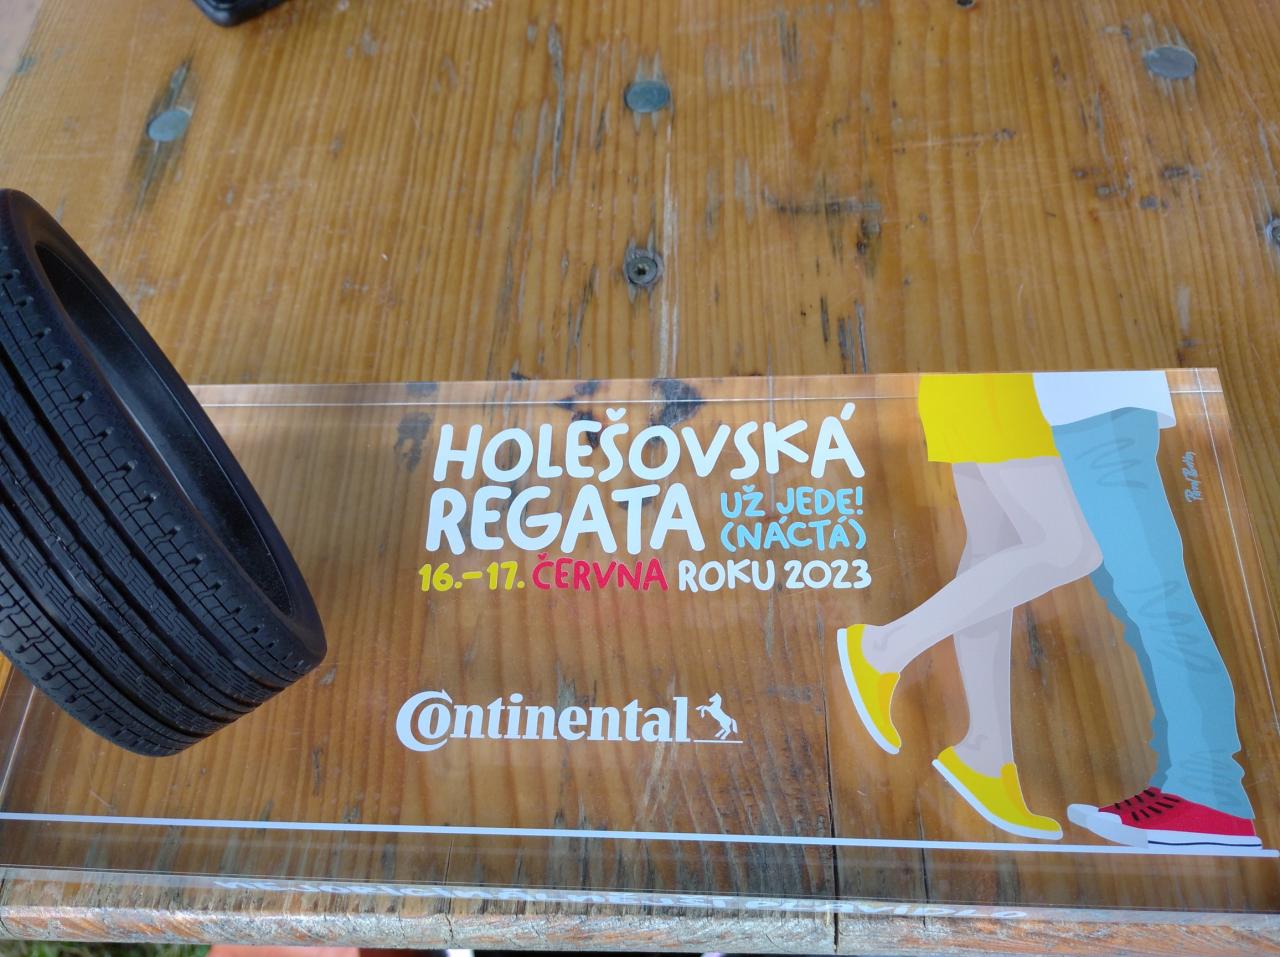 HOLEŠOVSKÁ
REGATA
UŽ JEDE!
(NÁCTÁ)
16.-17. ČERVNA ROKU 2023
Continental